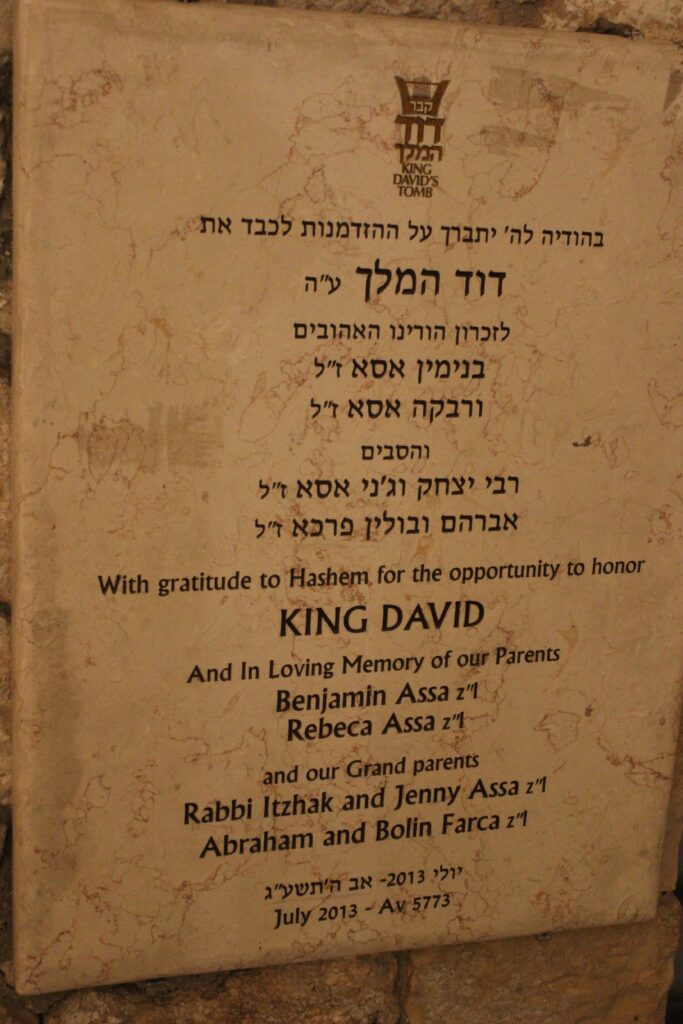 קבר
דוד
המלך
KING
DAVID'S
TOMB
בהודיה לה' יתברך על ההזדמנות לכבד את
דוד המלך ע"ה
לזכרון הורינו האהובים
בנימין אסא ז"ל
ורבקה אסא ז"ל
והסבים
רבי יצחק וג'ני אסא ז"ל
אברהם ובולין פרכא ז"ל
With gratitude to Hashem for the opportunity to honor
KING DAVID
And In Loving Memory of our Parents
Benjamin Assa z"l
Rebeca Assa z"l
and our Grand parents
Rabbi Itzhak and Jenny Assa z"l
Abraham and Bolin Farca z"l
יולי 2013- אב ה'תשע"ג
July 2013 - Av 5773